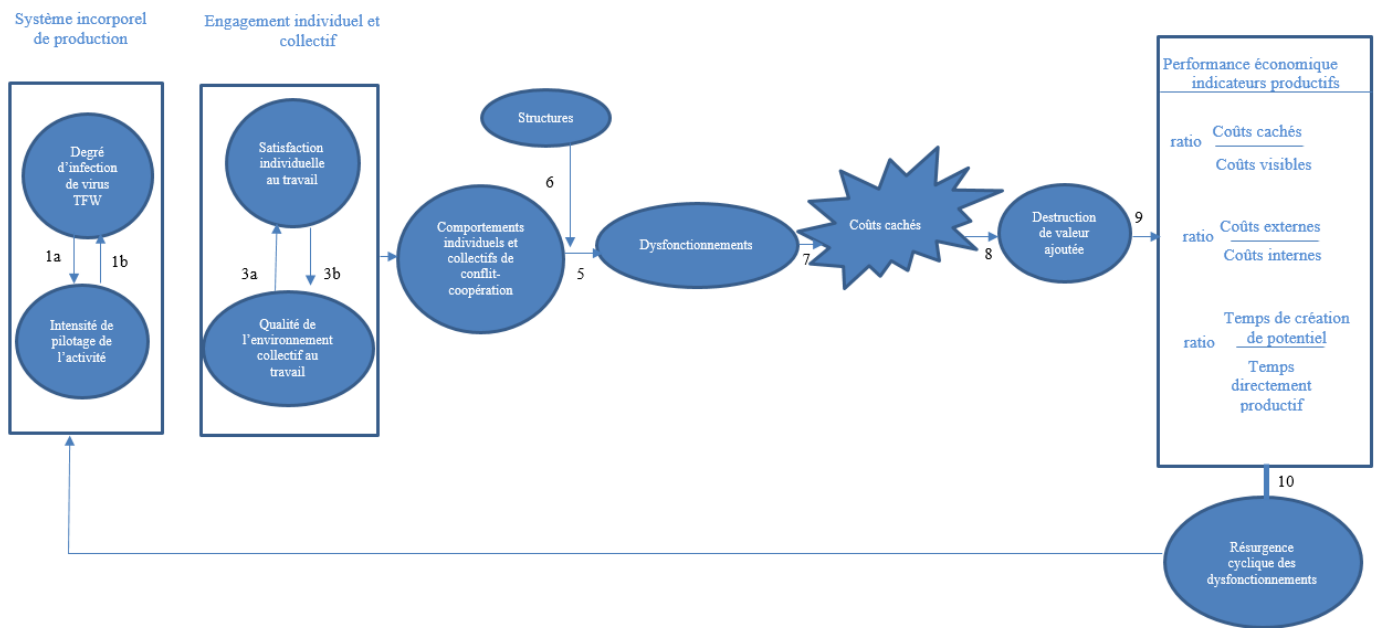 Système incorporel
de production
Degré
d'infection
de virus
TFW
1a
1b
Intensité de
pilotage de
l'activité
Engagement individuel et
collectif
Satisfaction
individuelle
au travail
3a
3b
Qualité de
l'environnement
collectif au
travail
Comportements
individuels et
collectifs de
conflit-
coopération
Structures
6
5
Dysfonctionnements
7
Coûts cachés
8
Destruction
de valeur
ajoutée
9
Performance économique
indicateurs productifs
ratio
Coûts cachés
Coûts visibles
ratio
Coûts externes
Coûts internes
ratio
Temps de création
de potentiel
Temps
directement
productif
10
Résurgence
cyclique des
dysfonctionnements